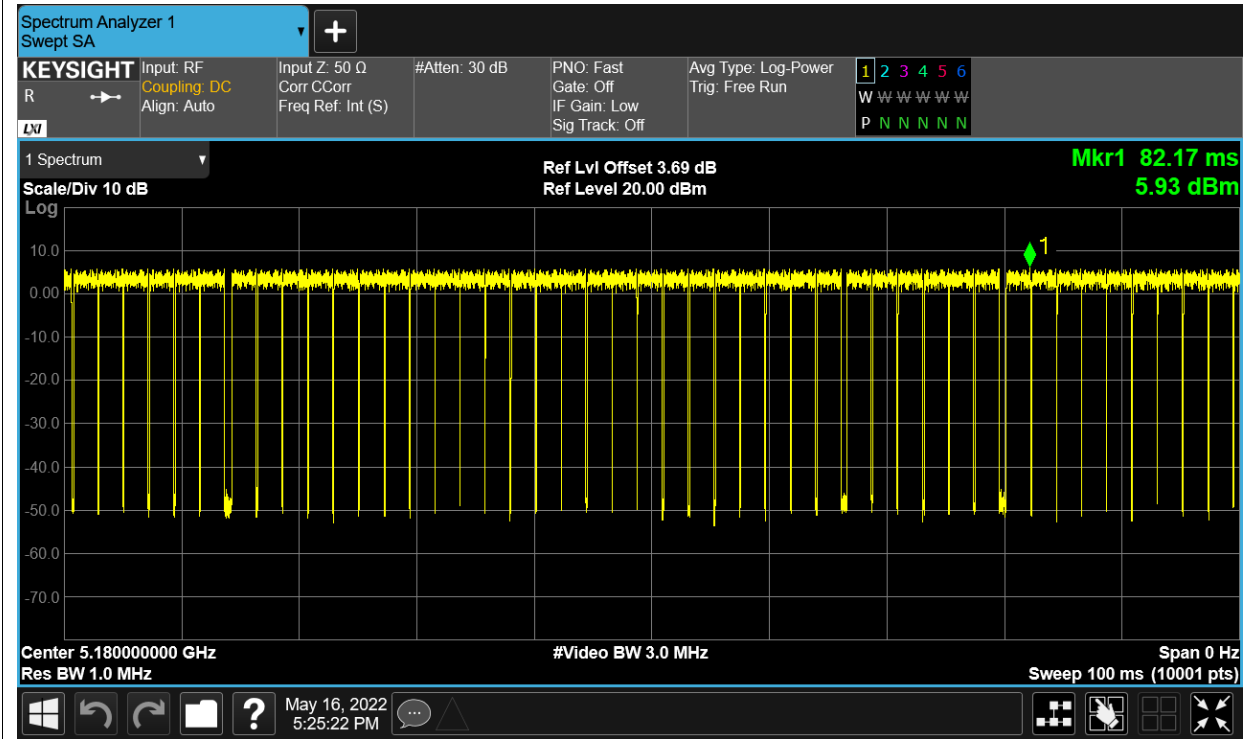 Spectrum Analyzer 1
Swept SA
KEYSIGHT
R
LXI
Input: RF
Coupling: DC
Align: Auto
Input Z: 50 Ω
Corr CCorr
Freq Ref: Int (S)
#Atten: 30 dB
PNO: Fast
Gate: Off
IF Gain: Low
Sig Track: Off
Avg Type: Log-Power
Trig: Free Run
1 2 3 4 5 6
W W W W W W
P N N N N N
1 Spectrum
Scale/Div 10 dB
Ref Lvl Offset 3.69 dB
Ref Level 20.00 dBm
Mkr1 82.17 ms
5.93 dBm
Log
1
10.0
0.00
-10.0
-20.0
-30.0
-40.0
-50.0
-60.0
-70.0
Center 5.180000000 GHz
Res BW 1.0 MHz
#Video BW 3.0 MHz
Span 0 Hz
Sweep 100 ms (10001 pts)
?
May 16, 2022
5:25:22 PM